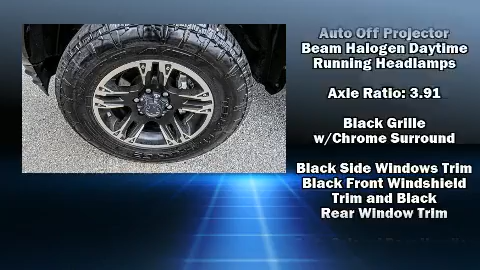 Auto Off Projector
Beam Halogen Daytime
Running Headlamps
Axle Ratio: 3.91
Black Grille
w/Chrome Surround
Black Side Windows Trim
Black Front Windshield
Trim and Black
Rear Window Trim